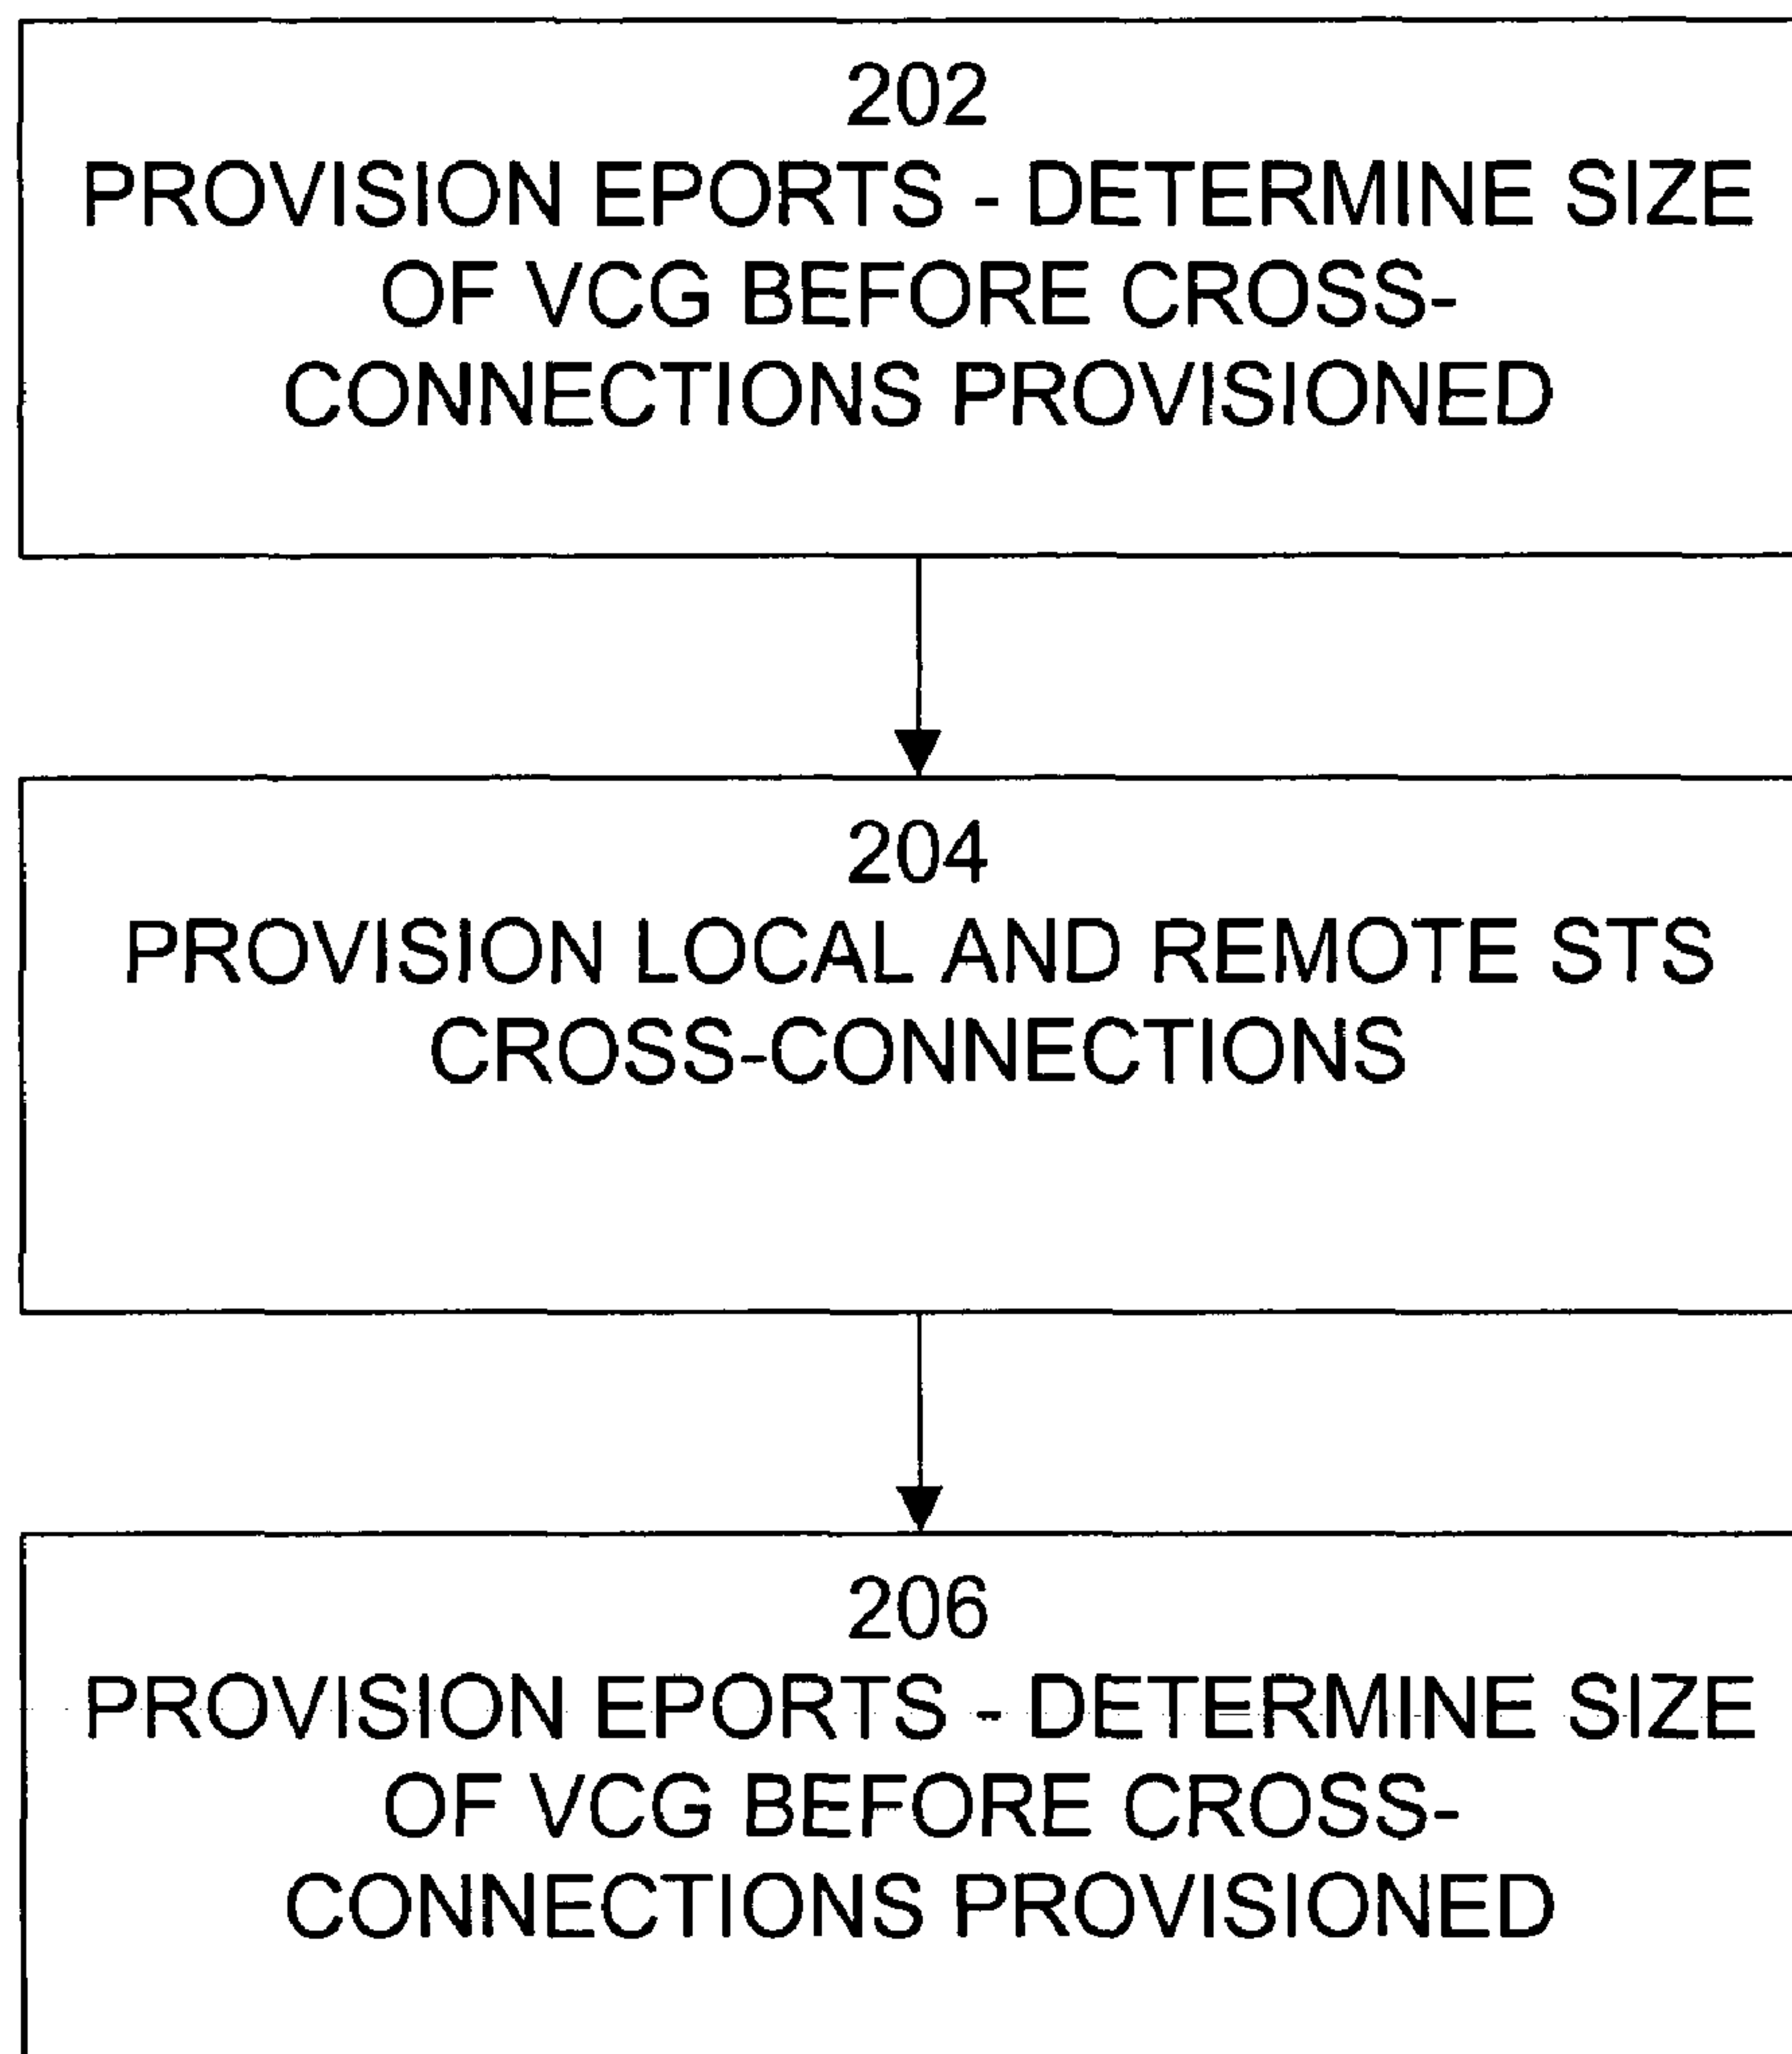 202
PROVISION EPORTS - DETERMINE SIZE
OF VCG BEFORE CROSS-
CONNECTIONS PROVISIONED
204
PROVISION LOCAL AND REMOTE STS
CROSS-CONNECTIONS
206
PROVISION EPORTS - DETERMINE SIZE
OF VCG BEFORE CROSS-
CONNECTIONS PROVISIONED